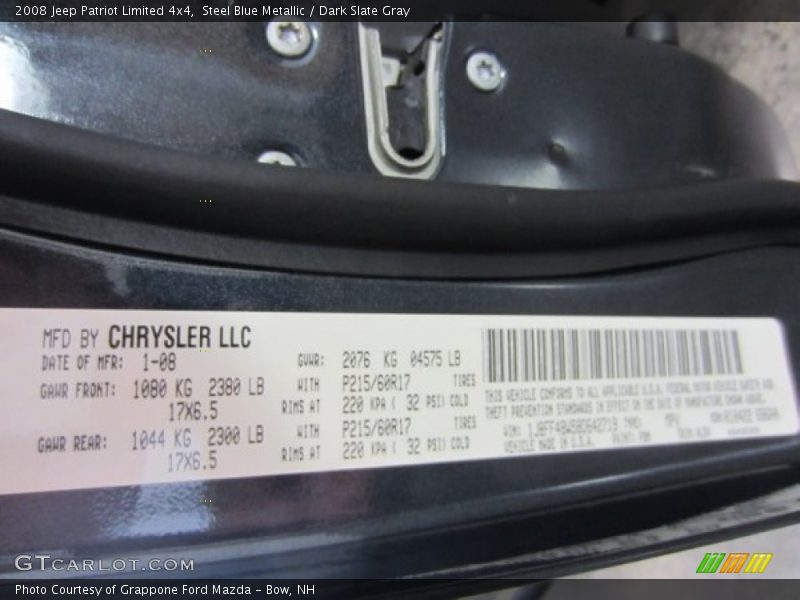 2008 Jeep Patriot Limited 4x4, Steel Blue Metallic / Dark Slate Gray
MFD BY CHRYSLER LLC
DATE OF MFR: 1-08
GVWR: 2076 KG 04575 LB
GAWR FRONT: 1080 KG 2380 LB
WITH P215/60R17 TIRES
17X6.5
RIMS AT 220 KPA ( 32 PSI) COLD
GAWR REAR: 1044 KG 2300 LB
WITH P215/60R17 TIRES
17X6.5
RIMS AT 220 KPA ( 32 PSI) COLD
THIS VEHICLE CONFORMS TO ALL APPLICABLE U.S.A. FEDERAL MOTOR VEHICLE SAFETY AND
THEFT PREVENTION STANDARDS IN EFFECT ON THE DATE OF MANUFACTURE SHOWN ABOVE.
VIN:
VEHICLE MADE IN U.S.A.
GTCARLOT.COM
Photo Courtesy of Grappone Ford Mazda - Bow, NH